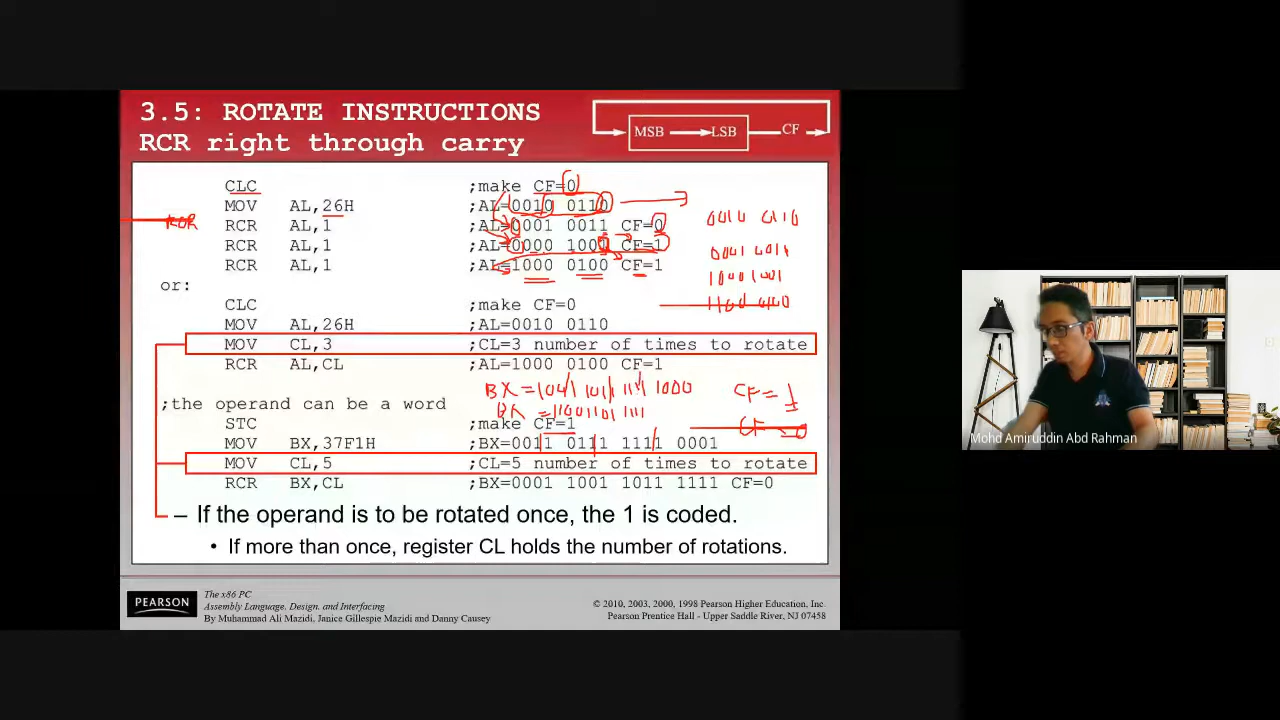 3.5: ROTATE INSTRUCTIONS
RCR right through carry
MSB LSB CF
CLC ;make CF=0
MOV AL,26H ;AL=0010 0110
RCR AL,1 ;AL=0001 0011 CF=0
RCR AL,1 ;AL=0000 1001 CF=1
RCR AL,1 ;AL=1000 0100 CF=1
or:
CLC ;make CF=0
MOV AL,26H ;AL=0010 0110
MOV CL,3 ;CL=3 number of times to rotate
RCR AL,CL ;AL=1000 0100 CF=1
;the operand can be a word
STC ;make CF=1
MOV BX,37F1H ;BX=0011 0111 1111 0001
MOV CL,5 ;CL=5 number of times to rotate
RCR BX,CL ;BX=0001 1001 1011 1111 CF=0
– If the operand is to be rotated once, the 1 is coded.
• If more than once, register CL holds the number of rotations.
0010 0110
CF=1
PEARSON
The x86 PC
Assembly Language. Design. and Interfacing
By Muhammad Ali Mazidi, Janice Gillespie Mazidi and Danny Causey
© 2010, 2003, 2000, 1998 Pearson Higher Education, Inc.
Pearson Prentice Hall - Upper Saddle River, NJ 07458
Mohd Amiruddin Abd Rahman